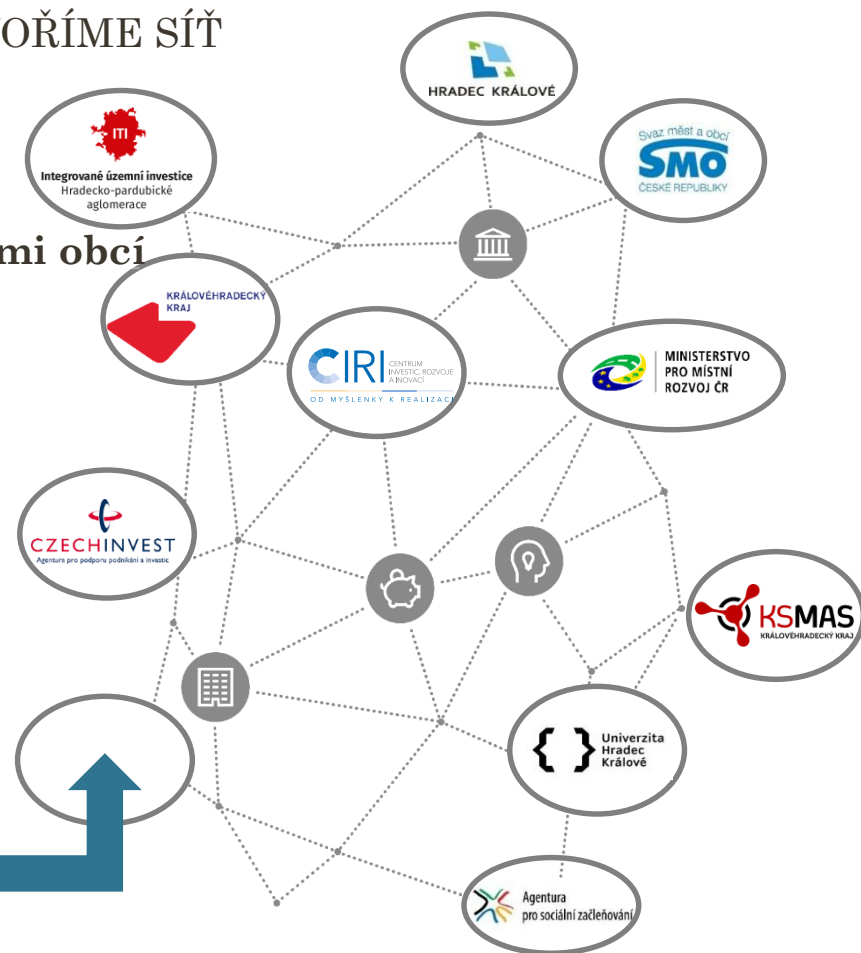 OŘÍME SÍŤ
HRADEC KRÁLOVÉ
ITI
Integrované územní investice
Hradecko-pardubické
aglomerace
Svaz měst a obcí
SMO
ČESKÉ REPUBLIKY
mi obcí
KRÁLOVÉHRADECKÝ
KRAJ
CIRI
CENTRUM
INVESTIC, ROZVOJE
A INOVACÍ
OD MYŠLENKY K REALIZACI
MINISTERSTVO
PRO MÍSTNÍ
ROZVOJ ČR
CZECHINVEST
Agentura pro podporu podnikání a investic
KSMAS
KRÁLOVÉHRADECKÝ KRAJ
Univerzita
Hradec
Králové
Agentura
pro sociální začleňování